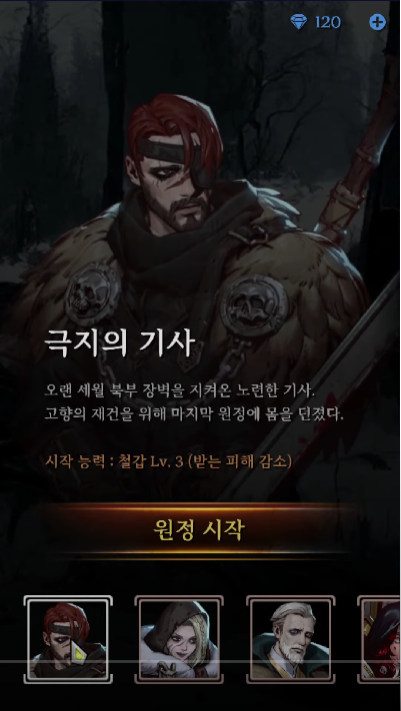 120
극지의 기사
오랜 세월 북부 장벽을 지켜온 노련한 기사.
고향의 재건을 위해 마지막 원정에 몸을 던졌다.
시작 능력 : 철갑 Lv. 3 (받는 피해 감소)
원정 시작